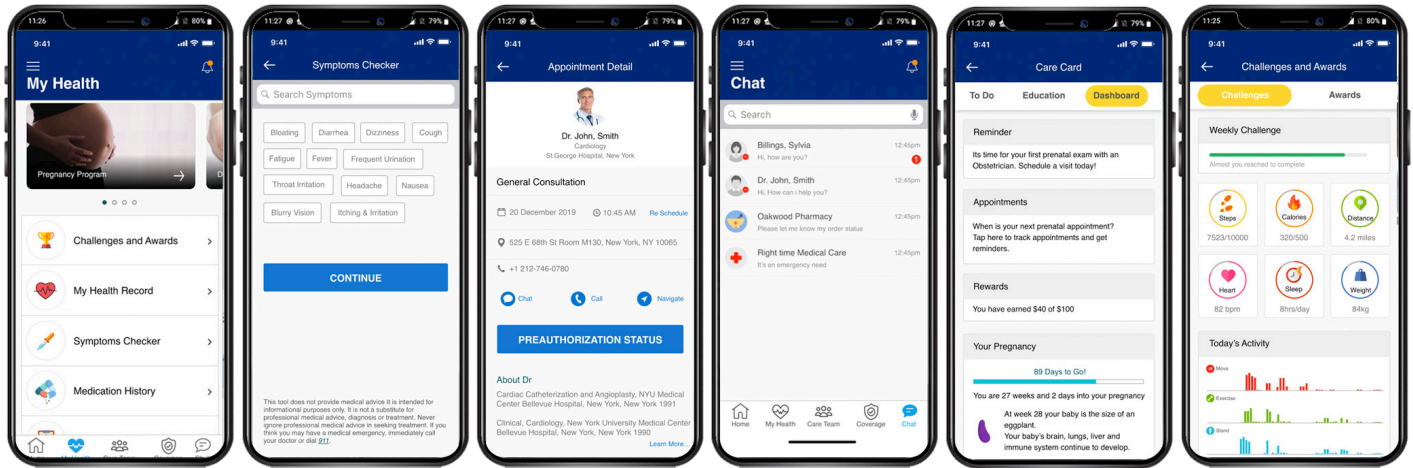 11:26
80%
9:41
My Health
Pregnancy Program
D
Challenges and Awards
My Health Record
Symptoms Checker
Medication History
My Health
Care Team
11:27
79%
9:41
Symptoms Checker
Search Symptoms
Bloating
Diarrhea
Dizziness
Cough
Fatigue
Fever
Frequent Urination
Throat Irritation
Headache
Nausea
Blurry Vision
Itching & Irritation
CONTINUE
This tool does not provide medical advice It is intended for
informational purposes only. It is not a substitute for
professional medical advice, diagnosis or treatment. Never
ignore professional medical advice in seeking treatment. If you
think you may have a medical emergency, immediately call
your doctor or dial 911.
11:27
79%
9:41
Appointment Detail
Dr. John, Smith
Cardiology
St.George Hospital, New York
General Consultation
20 December 2019
10:45 AM
Re Schedule
525 E 68th St Room M130, New York, NY 10065
+1 212-746-0780
Chat
Call
Navigate
PREAUTHORIZATION STATUS
About Dr
Cardiac Catheterization and Angioplasty, NYU Medical
Center Bellevue Hospital, New York, New York 1991
Clinical, Cardiology, New York University Medical Center
Bellevue Hospital, New York, New York 1990
Learn More...
11:27
79%
9:41
Chat
Search
Billings, Sylvia
12:45pm
Hi, how are you?
1
Dr. John, Smith
12:45pm
Hi, How can i help you?
Oakwood Pharmacy
12:45pm
Please let me know my order status
Right time Medical Care
12:45pm
It's an emergency need
Home
My Health
Care Team
Coverage
Chat
11:27
79%
9:41
Care Card
To Do
Education
Dashboard
Reminder
Its time for your first prenatal exam with an
Obstetrician. Schedule a visit today!
Appointments
When is your next prenatal appointment?
Tap here to track appointments and get
reminders.
Rewards
You have earned $40 of $100
Your Pregnancy
89 Days to Go!
You are 27 weeks and 2 days into your pregnancy
At week 28 your baby is the size of an
eggplant.
Your baby's brain, lungs, liver and
immune system continue to develop.
11:25
80%
9:41
Challenges and Awards
Challenges
Awards
Weekly Challenge
Almost you reached to complete
Steps
7523/10000
Calories
320/500
Distance
4.2 miles
Heart
82 bpm
Sleep
8hrs/day
Weight
84kg
Today's Activity
Move
Exercise
Stand